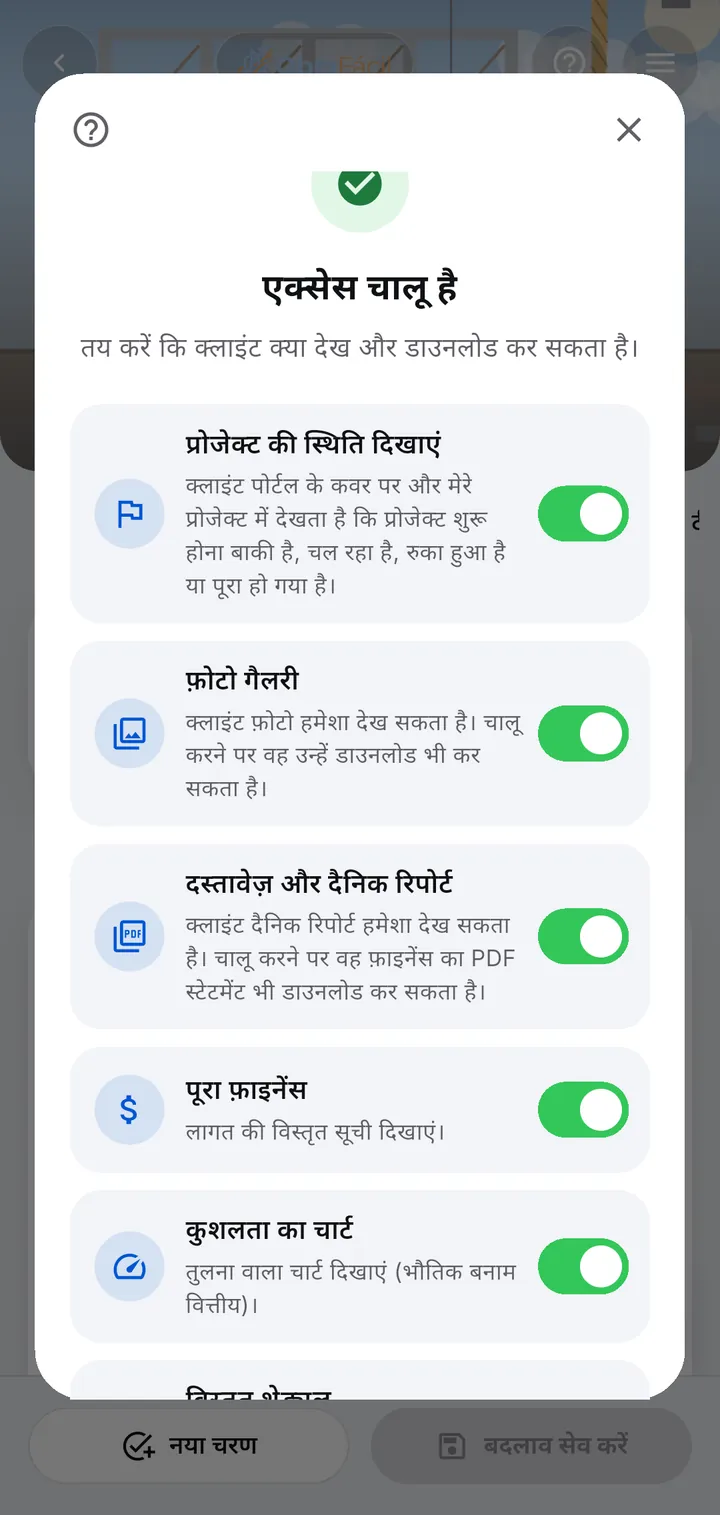 एक्सेस चालू है
तय करें कि क्लाइंट क्या देख और डाउनलोड कर सकता है।
प्रोजेक्ट की स्थिति दिखाएं
क्लाइंट पोर्टल के कवर पर और मेरे
प्रोजेक्ट में देखता है कि प्रोजेक्ट शुरू
होना बाकी है, चल रहा है, रुका हुआ है
या पूरा हो गया है।
फ़ोटो गैलरी
क्लाइंट फ़ोटो हमेशा देख सकता है। चालू
करने पर वह उन्हें डाउनलोड भी कर
सकता है।
दस्तावेज़ और दैनिक रिपोर्ट
PDF
क्लाइंट दैनिक रिपोर्ट हमेशा देख सकता
है। चालू करने पर वह फ़ाइनेंस का PDF
स्टेटमेंट भी डाउनलोड कर सकता है।
पूरा फ़ाइनेंस
लागत की विस्तृत सूची दिखाएं।
कुशलता का चार्ट
तुलना वाला चार्ट दिखाएं (भौतिक बनाम
वित्तीय)।
नया चरण
बदलाव सेव करें